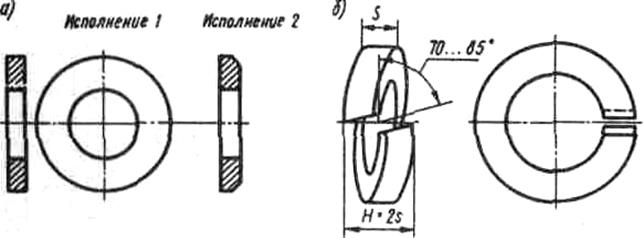 а)
Исполнение 1
Исполнение 2
б)
S
70...85°
H=2s